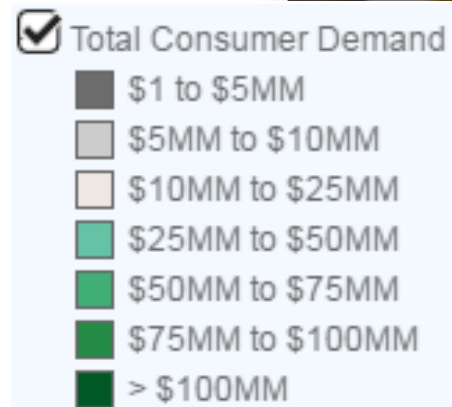 Total Consumer Demand
$1 to $5MM
$5MM to $10MM
$10MM to $25MM
$25MM to $50MM
$50MM to $75MM
$75MM to $100MM
> $100MM